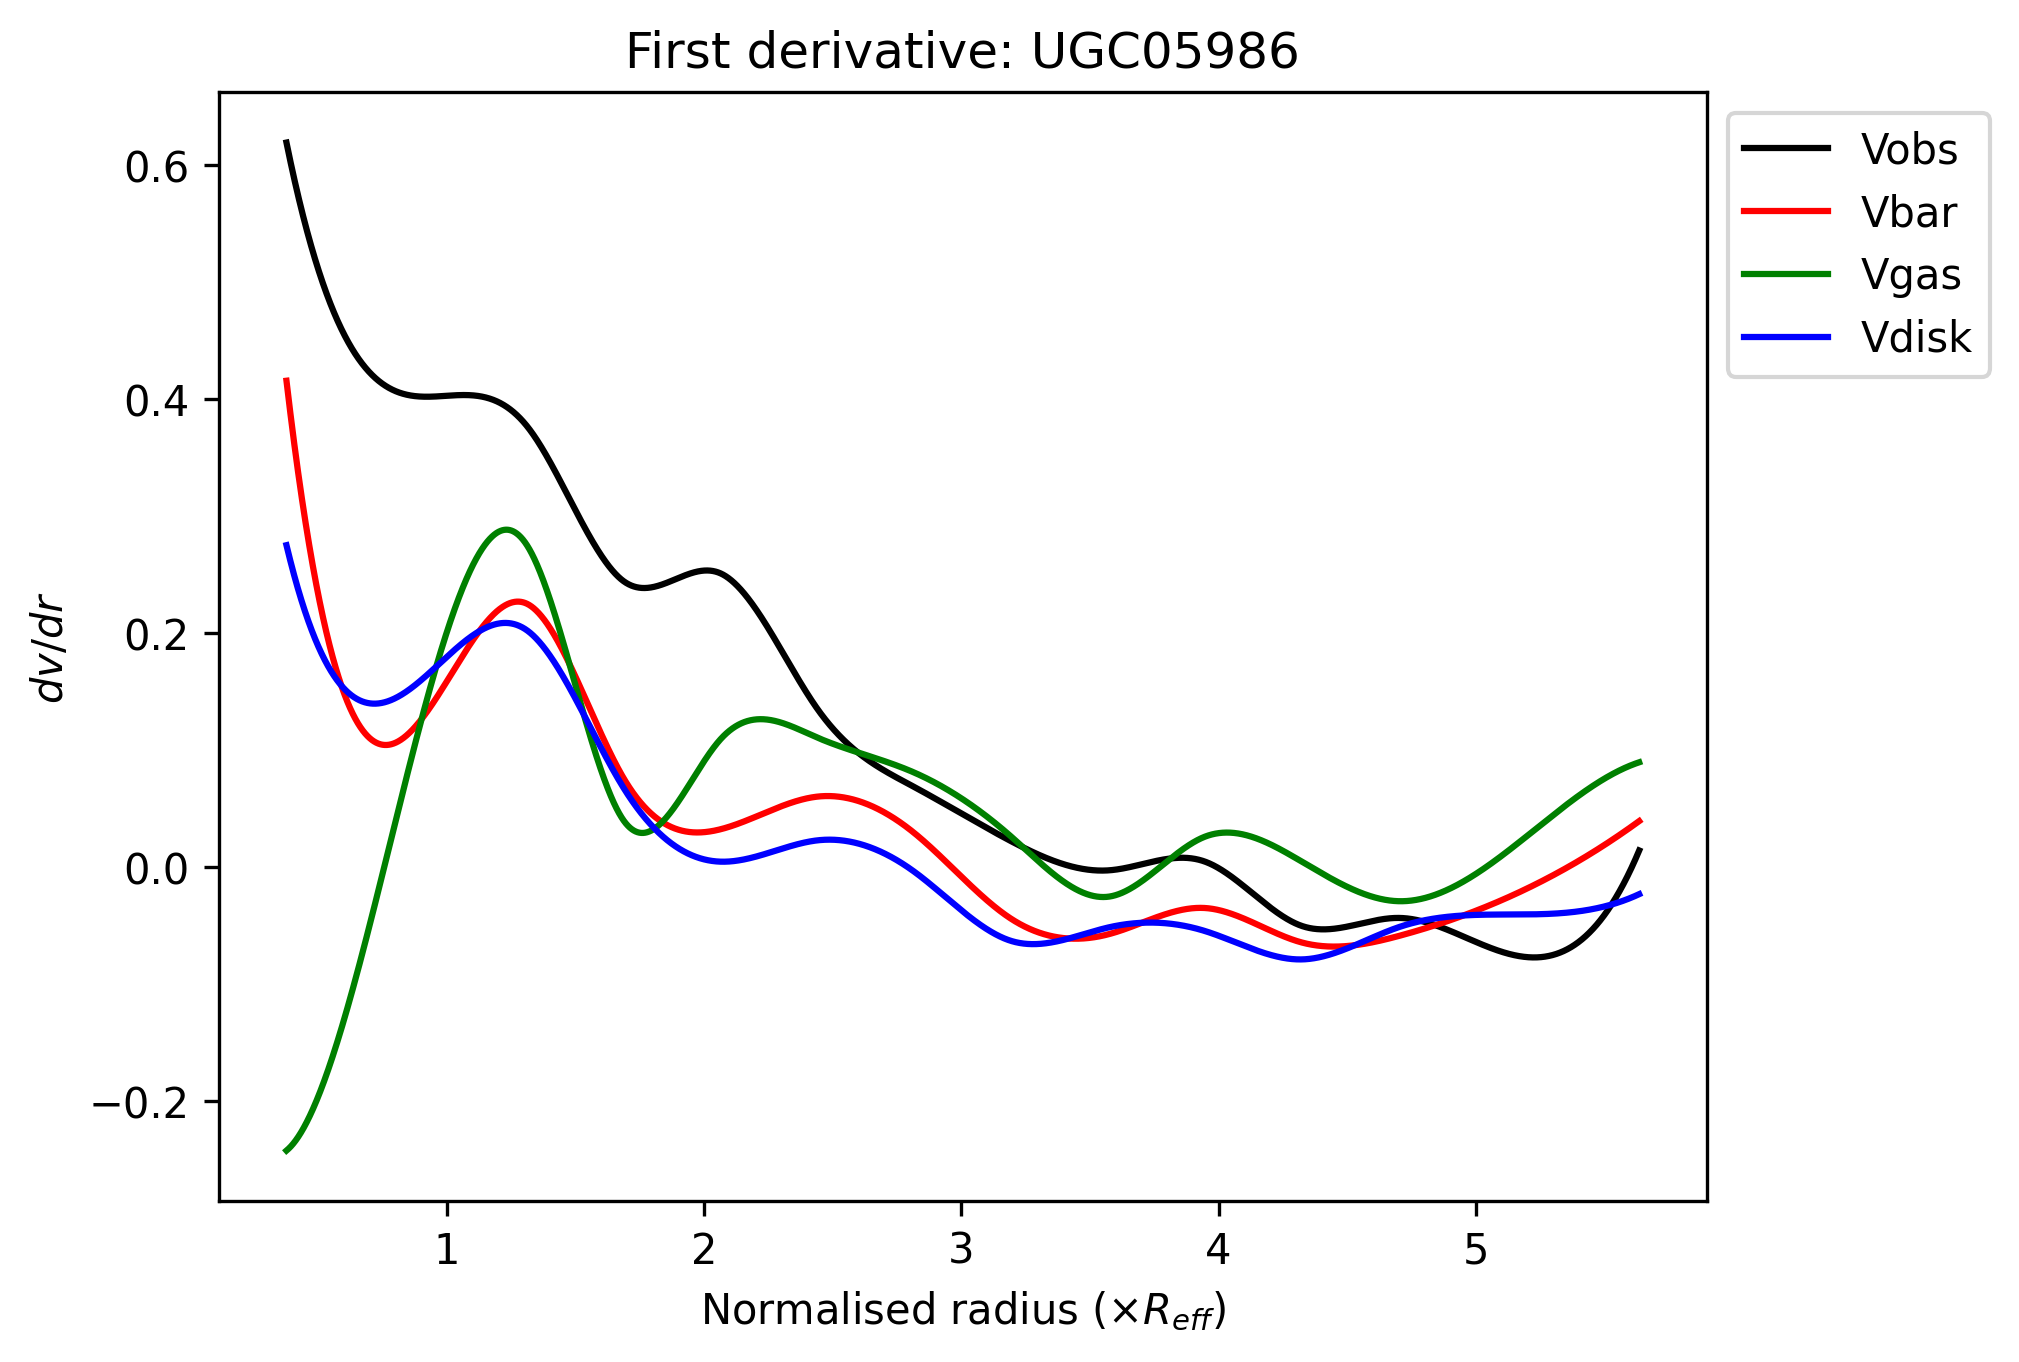 First derivative: UGC05986
0.6
0.4
0.2
0.0
−0.2
dv/dr
1 2 3 4 5
Normalised radius (×R_eff)
Vobs
Vbar
Vgas
Vdisk